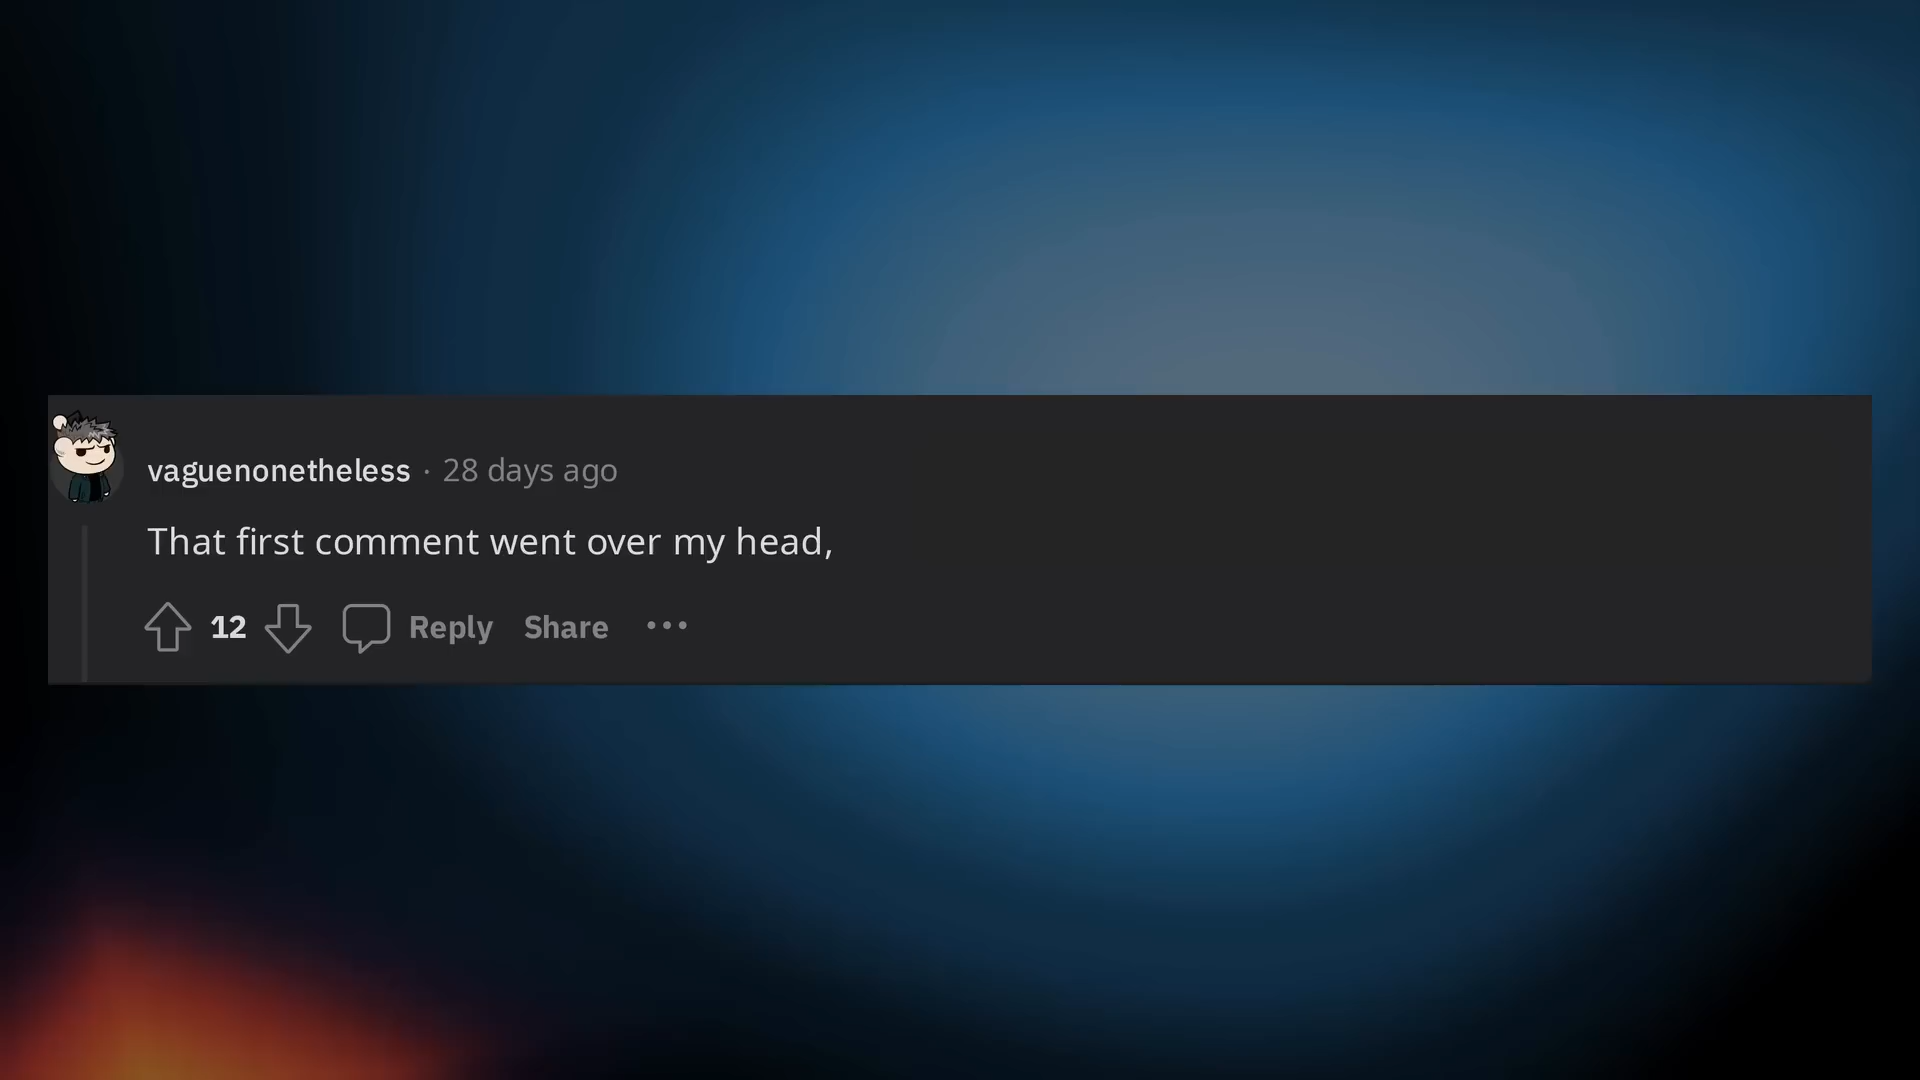 vaguenonetheless · 28 days ago
That first comment went over my head,
12 Reply Share ...